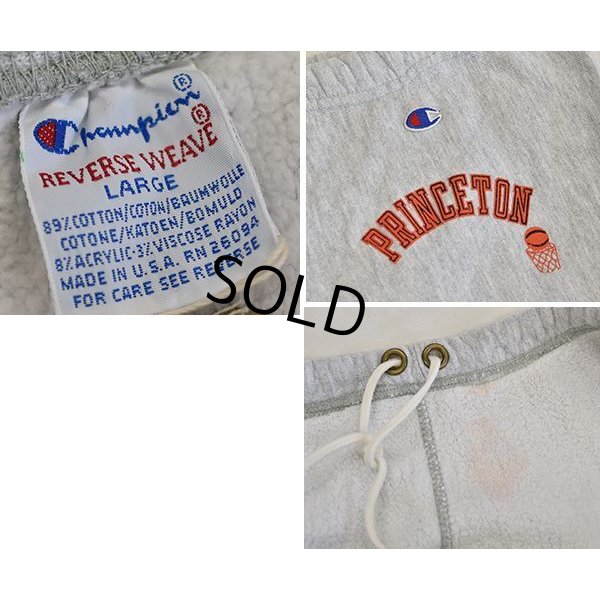 Champion®
REVERSE WEAVE®
LARGE
89% COTTON/COTON/BAUMWOLLE
COTONE/KATOEN/BOMULD
8% ACRYLIC-3% VISCOSE RAYON
MADE IN U.S.A. RN 26094
FOR CARE SEE REVERSE
PRINCETON
SOLD